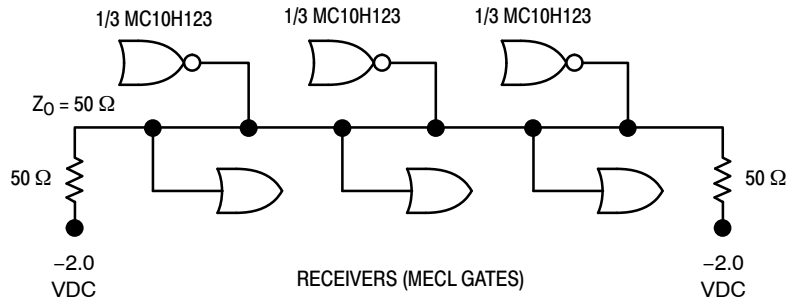 1/3 MC10H123
1/3 MC10H123
1/3 MC10H123
Z_O = 50 Ω
50 Ω
50 Ω
−2.0
VDC
RECEIVERS (MECL GATES)
−2.0
VDC